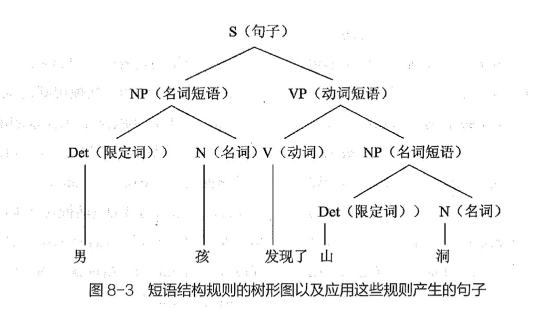 S（句子）
NP（名词短语） VP（动词短语）
Det（限定词）） N（名词） V（动词） NP（名词短语）
Det（限定词）） N（名词）
男 孩 发现了 山 洞
图 8-3 短语结构规则的树形图以及应用这些规则产生的句子